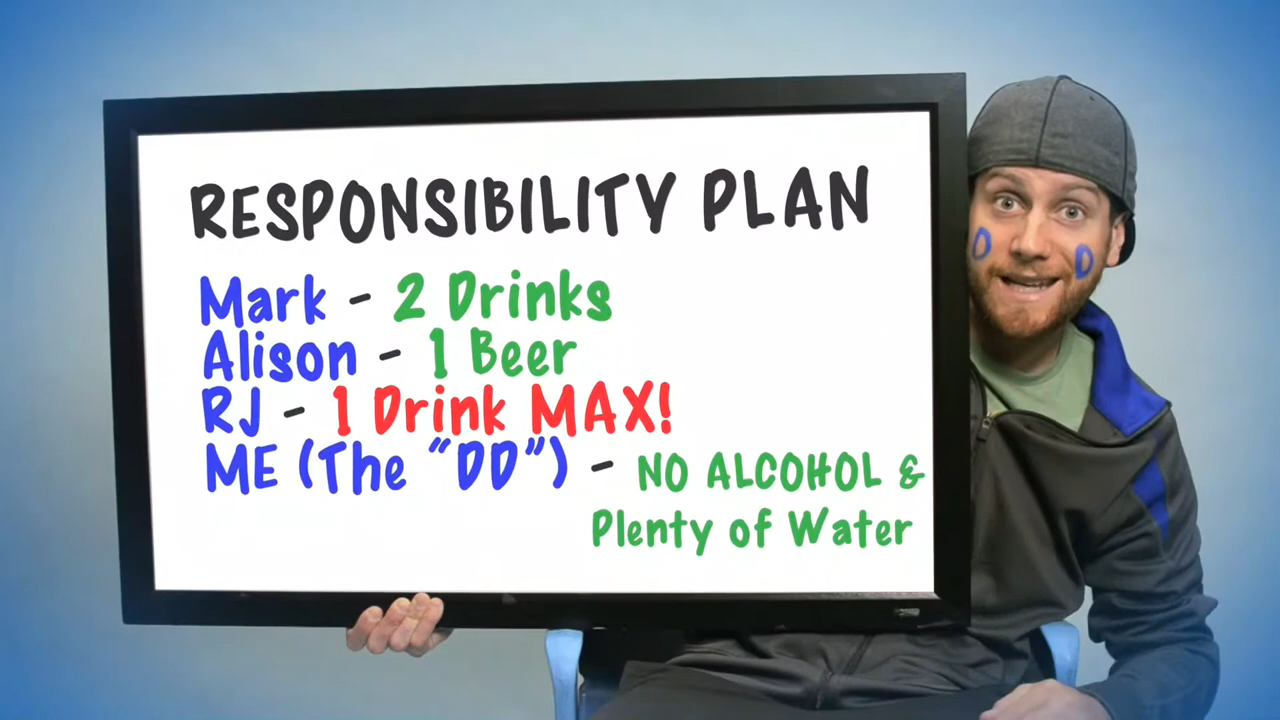 RESPONSIBILITY PLAN
Mark - 2 Drinks
Alison - 1 Beer
RJ - 1 Drink MAX!
ME (The "DD") - NO ALCOHOL &
Plenty of Water
D D